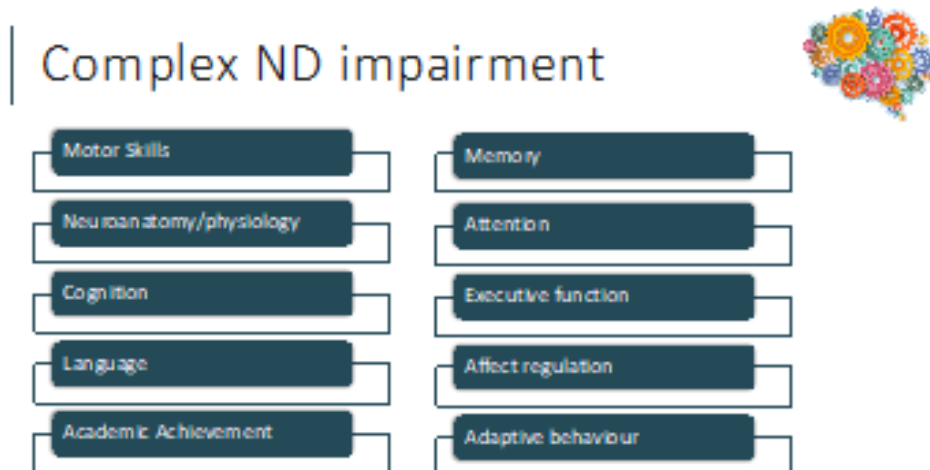 Complex ND impairment
Motor Skills
Neuroanatomy/physiology
Cognition
Language
Academic Achievement
Memory
Attention
Executive function
Affect regulation
Adaptive behaviour